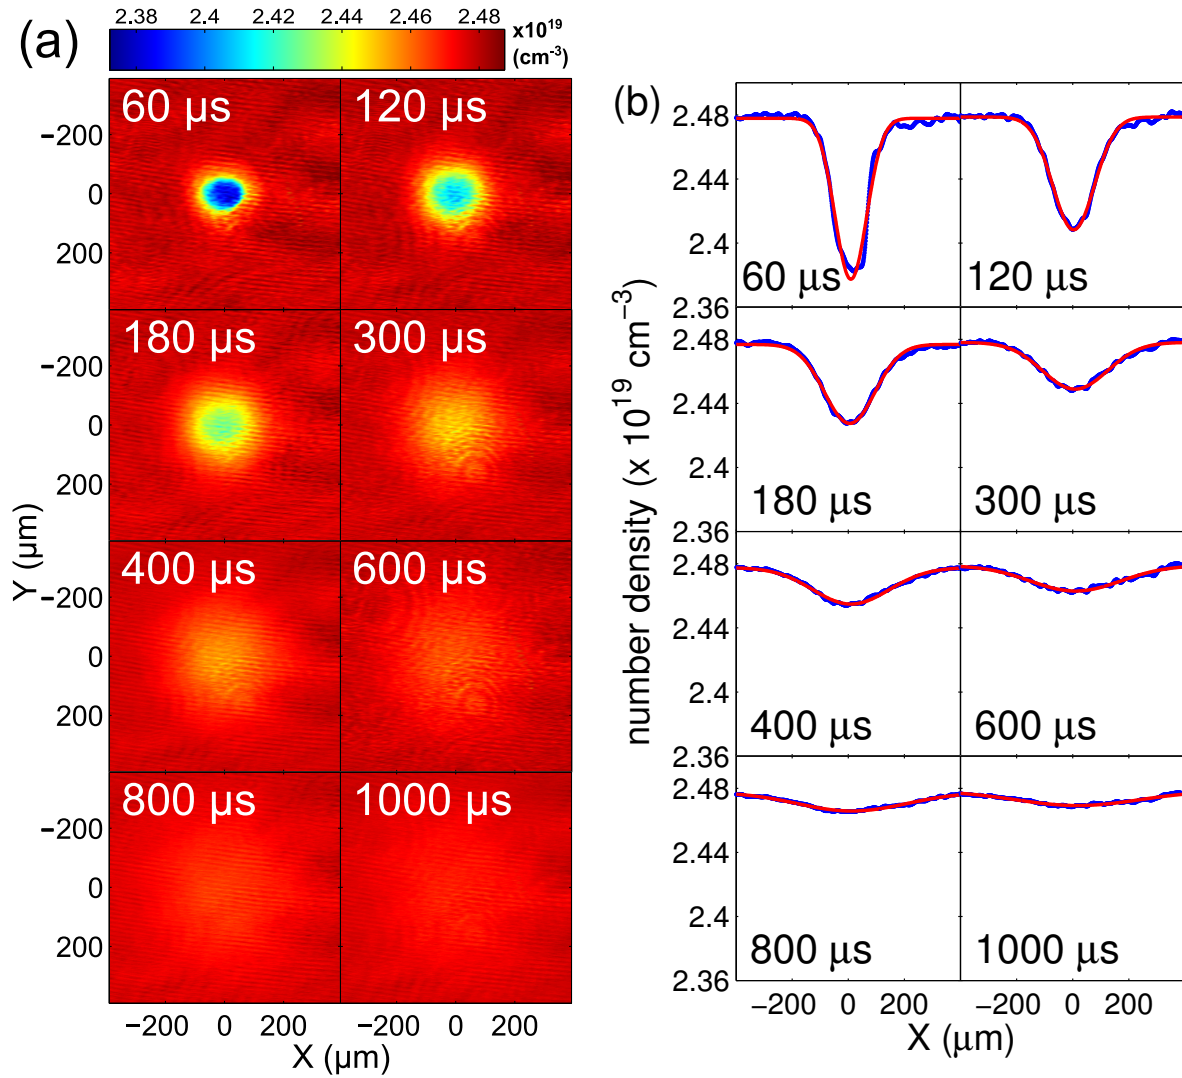 (a)
2.38 2.4 2.42 2.44 2.46 2.48
x10¹⁹
(cm⁻³)
60 µs 120 µs
−200
0
200
180 µs 300 µs
−200
0
200
400 µs 600 µs
−200
0
200
800 µs 1000 µs
−200
0
200
Y (µm)
−200 0 200 −200 0 200
X (µm)
(b)
2.48
2.44
2.4
2.36
60 µs 120 µs
2.48
2.44
2.4
2.36
180 µs 300 µs
2.48
2.44
2.4
2.36
400 µs 600 µs
2.48
2.44
2.4
2.36
800 µs 1000 µs
number density (x 10¹⁹ cm⁻³)
−200 0 200 −200 0 200
X (µm)